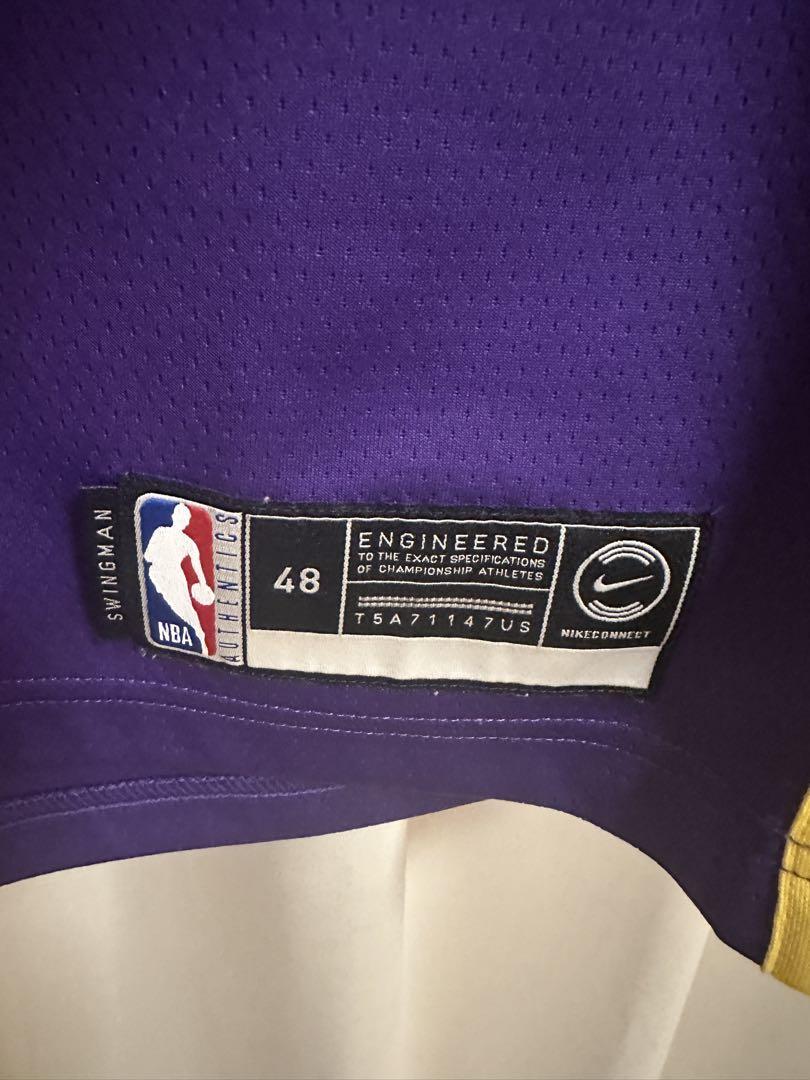 SWINGMAN
NBA
AUTHENTICS
48
ENGINEERED
TO THE EXACT SPECIFICATIONS
OF CHAMPIONSHIP ATHLETES
T5A71147US
NIKECONNECT